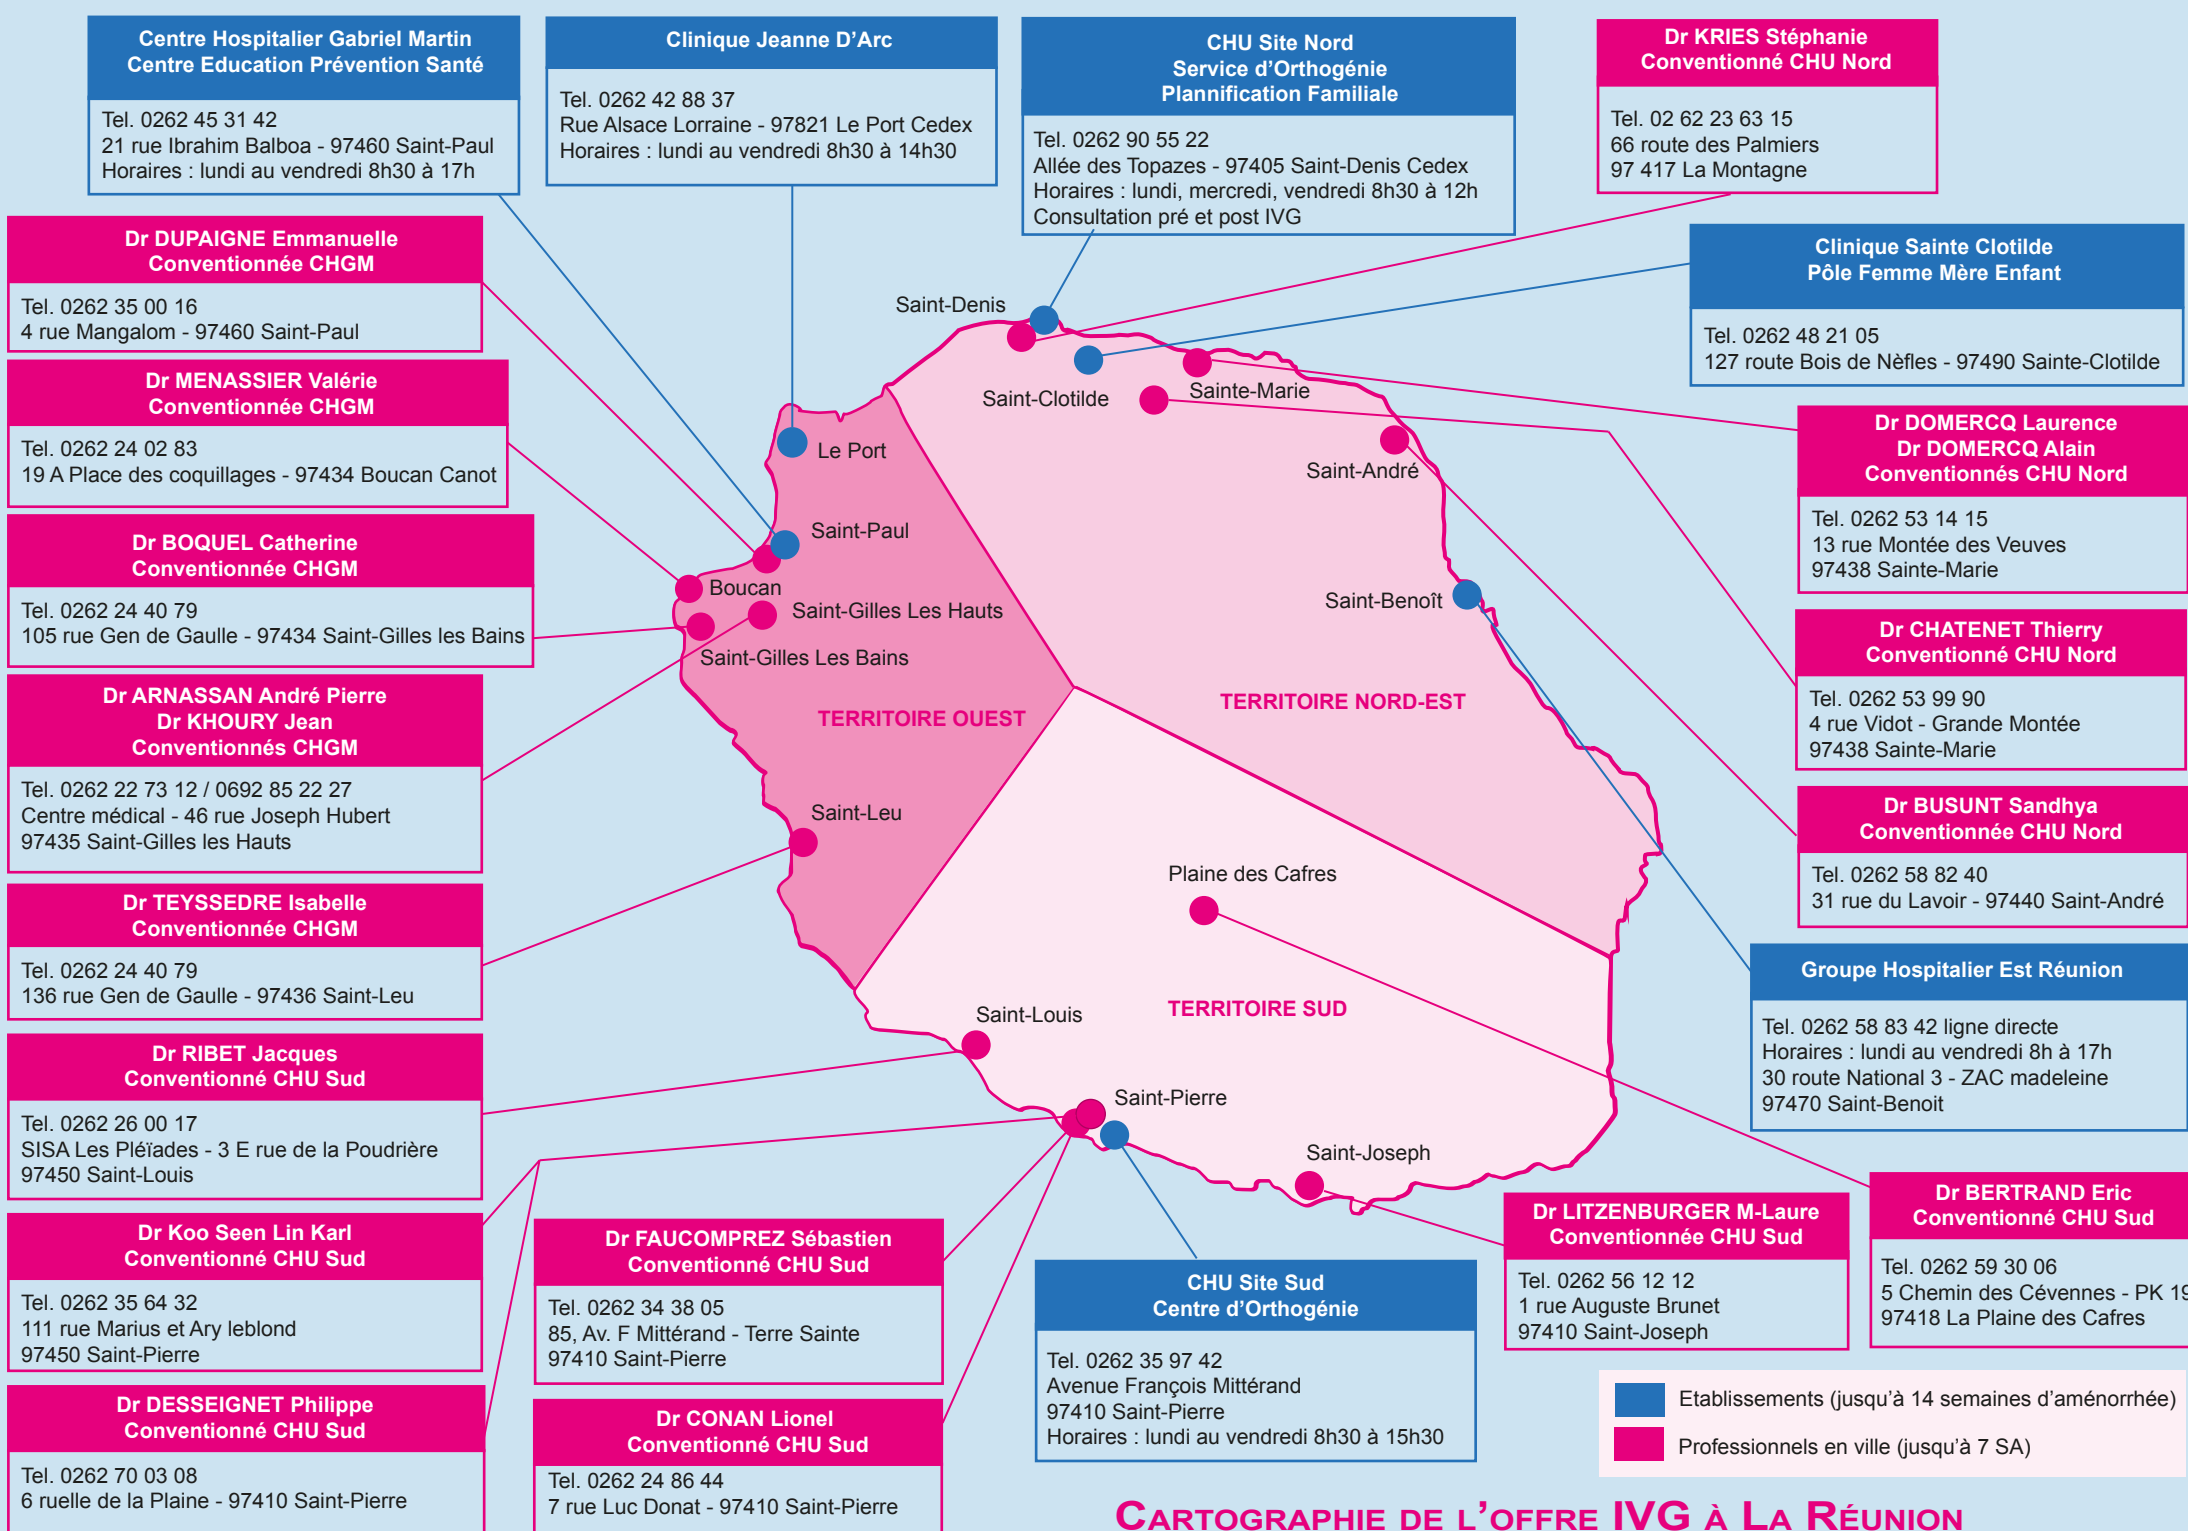 Centre Hospitalier Gabriel Martin
Centre Education Prévention Santé
Tel. 0262 45 31 42
21 rue Ibrahim Balboa - 97460 Saint-Paul
Horaires : lundi au vendredi 8h30 à 17h
Clinique Jeanne D’Arc
Tel. 0262 42 88 37
Rue Alsace Lorraine - 97821 Le Port Cedex
Horaires : lundi au vendredi 8h30 à 14h30
CHU Site Nord
Service d’Orthogénie
Plannification Familiale
Tel. 0262 90 55 22
Allée des Topazes - 97405 Saint-Denis Cedex
Horaires : lundi, mercredi, vendredi 8h30 à 12h
Consultation pré et post IVG
Dr KRIES Stéphanie
Conventionné CHU Nord
Tel. 02 62 23 63 15
66 route des Palmiers
97 417 La Montagne
Clinique Sainte Clotilde
Pôle Femme Mère Enfant
Tel. 0262 48 21 05
127 route Bois de Nèfles - 97490 Sainte-Clotilde
Dr DUPAIGNE Emmanuelle
Conventionnée CHGM
Tel. 0262 35 00 16
4 rue Mangalom - 97460 Saint-Paul
Dr MENASSIER Valérie
Conventionnée CHGM
Tel. 0262 24 02 83
19 A Place des coquillages - 97434 Boucan Canot
Dr BOQUEL Catherine
Conventionnée CHGM
Tel. 0262 24 40 79
105 rue Gen de Gaulle - 97434 Saint-Gilles les Bains
Dr ARNASSAN André Pierre
Dr KHOURY Jean
Conventionnés CHGM
Tel. 0262 22 73 12 / 0692 85 22 27
Centre médical - 46 rue Joseph Hubert
97435 Saint-Gilles les Hauts
Dr TEYSSEDRE Isabelle
Conventionnée CHGM
Tel. 0262 24 40 79
136 rue Gen de Gaulle - 97436 Saint-Leu
Dr RIBET Jacques
Conventionné CHU Sud
Tel. 0262 26 00 17
SISA Les Pléïades - 3 E rue de la Poudrière
97450 Saint-Louis
Dr Koo Seen Lin Karl
Conventionné CHU Sud
Tel. 0262 35 64 32
111 rue Marius et Ary leblond
97450 Saint-Pierre
Dr DESSEIGNET Philippe
Conventionné CHU Sud
Tel. 0262 70 03 08
6 ruelle de la Plaine - 97410 Saint-Pierre
Saint-Denis
Saint-Clotilde
Sainte-Marie
Saint-André
Le Port
Saint-Paul
Boucan
Saint-Gilles Les Hauts
Saint-Gilles Les Bains
Saint-Benoît
TERRITOIRE OUEST
TERRITOIRE NORD-EST
Saint-Leu
Plaine des Cafres
TERRITOIRE SUD
Saint-Louis
Saint-Pierre
Saint-Joseph
Dr DOMERCQ Laurence
Dr DOMERCQ Alain
Conventionnés CHU Nord
Tel. 0262 53 14 15
13 rue Montée des Veuves
97438 Sainte-Marie
Dr CHATENET Thierry
Conventionné CHU Nord
Tel. 0262 53 99 90
4 rue Vidot - Grande Montée
97438 Sainte-Marie
Dr BUSUNT Sandhya
Conventionnée CHU Nord
Tel. 0262 58 82 40
31 rue du Lavoir - 97440 Saint-André
Groupe Hospitalier Est Réunion
Tel. 0262 58 83 42 ligne directe
Horaires : lundi au vendredi 8h à 17h
30 route National 3 - ZAC madeleine
97470 Saint-Benoit
Dr FAUCOMPREZ Sébastien
Conventionné CHU Sud
Tel. 0262 34 38 05
85, Av. F Mittérand - Terre Sainte
97410 Saint-Pierre
Dr CONAN Lionel
Conventionné CHU Sud
Tel. 0262 24 86 44
7 rue Luc Donat - 97410 Saint-Pierre
CHU Site Sud
Centre d’Orthogénie
Tel. 0262 35 97 42
Avenue François Mittérand
97410 Saint-Pierre
Horaires : lundi au vendredi 8h30 à 15h30
Dr LITZENBURGER M-Laure
Conventionnée CHU Sud
Tel. 0262 56 12 12
1 rue Auguste Brunet
97410 Saint-Joseph
Dr BERTRAND Eric
Conventionné CHU Sud
Tel. 0262 59 30 06
5 Chemin des Cévennes - PK 19
97418 La Plaine des Cafres
Etablissements (jusqu’à 14 semaines d’aménorrhée)
Professionnels en ville (jusqu’à 7 SA)
CARTOGRAPHIE DE L’OFFRE IVG À LA RÉUNION